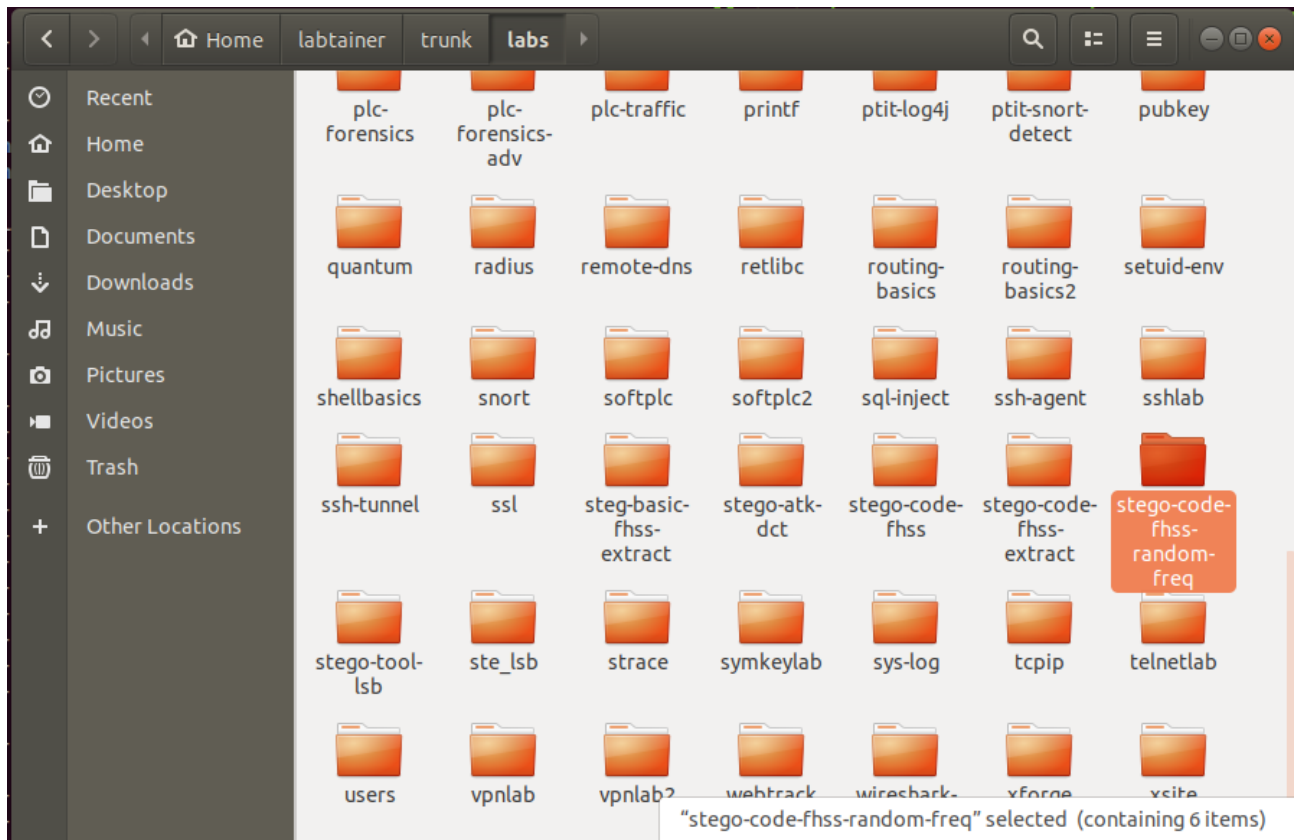 Home labtainer trunk labs
Recent
Home
Desktop
Documents
Downloads
Music
Pictures
Videos
Trash
Other Locations
plc-
forensics
plc-
forensics-
adv
plc-traffic
printf
ptit-log4j
ptit-snort-
detect
pubkey
quantum
radius
remote-dns
retlibc
routing-
basics
routing-
basics2
setuid-env
shellbasics
snort
softplc
softplc2
sql-inject
ssh-agent
sshlab
ssh-tunnel
ssl
steg-basic-
fhss-
extract
stego-atk-
dct
stego-code-
fhss
stego-code-
fhss-
extract
stego-code-
fhss-
random-
freq
stego-tool-
lsb
ste_lsb
strace
symkeylab
sys-log
tcpip
telnetlab
users
vpnlab
vpnlab2
webtrack
wireshark-
xforge
xsite
“stego-code-fhss-random-freq” selected (containing 6 items)